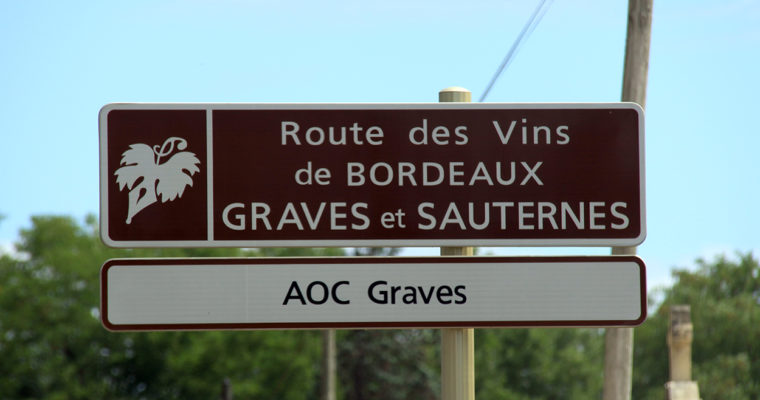 Route des Vins
de BORDEAUX
GRAVES et SAUTERNES
AOC Graves